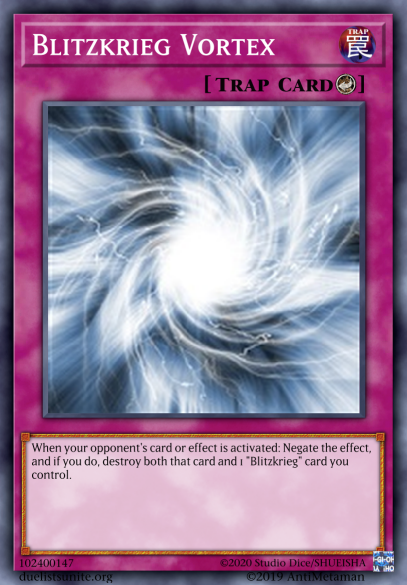 Blitzkrieg Vortex
TRAP
罠
[Trap Card]
When your opponent's card or effect is activated: Negate the effect,
and if you do, destroy both that card and 1 "Blitzkrieg" card you
control.
102400147
©2020 Studio Dice/SHUEISHA
duelistsunite.org
©2019 AntiMetaman